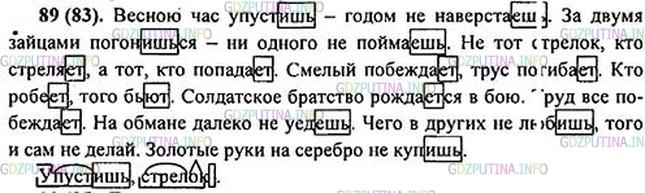 89 (83). Весною час упустишь – годом не наверстаешь. За двумя
зайцами погонишься – ни одного не поймаешь. Не тот стрелок, кто
стреляет, а тот, кто попадает. Смелый побеждает, трус погибает. Кто
робеет, того бьют. Солдатское братство рождается в бою. Труд все по-
беждает. На обмане далеко не уедешь. Чего в других не любишь, того
и сам не делай. Золотые руки на серебро не купишь.
Упустишь, стрелок.
GDZPUTINA.INFO